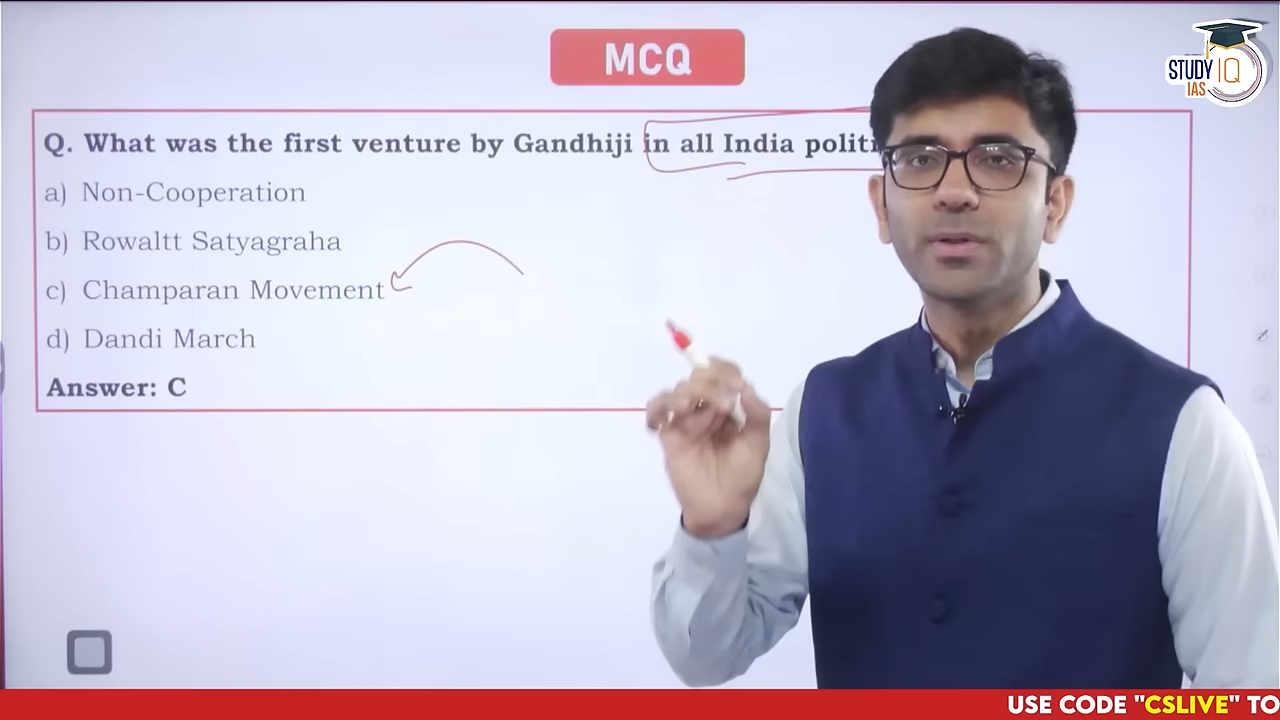 MCQ
STUDY IQ
IAS
Q. What was the first venture by Gandhiji in all India
a) Non-Cooperation
b) Rowaltt Satyagraha
c) Champaran Movement
d) Dandi March
Answer: C
USE CODE "CSLIVE" TO